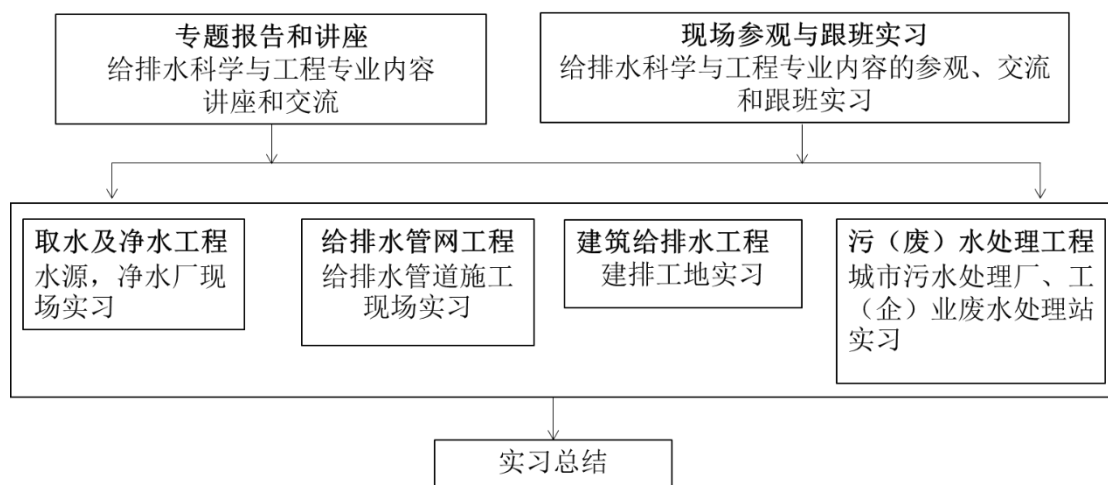 专题报告和讲座
给排水科学与工程专业内容
讲座和交流
现场参观与跟班实习
给排水科学与工程专业内容的参观、交流
和跟班实习
取水及净水工程
水源，净水厂现
场实习
给排水管网工程
给排水管道施工
现场实习
建筑给排水工程
建排工地实习
污（废）水处理工程
城市污水处理厂、工
（企）业废水处理站
实习
实习总结